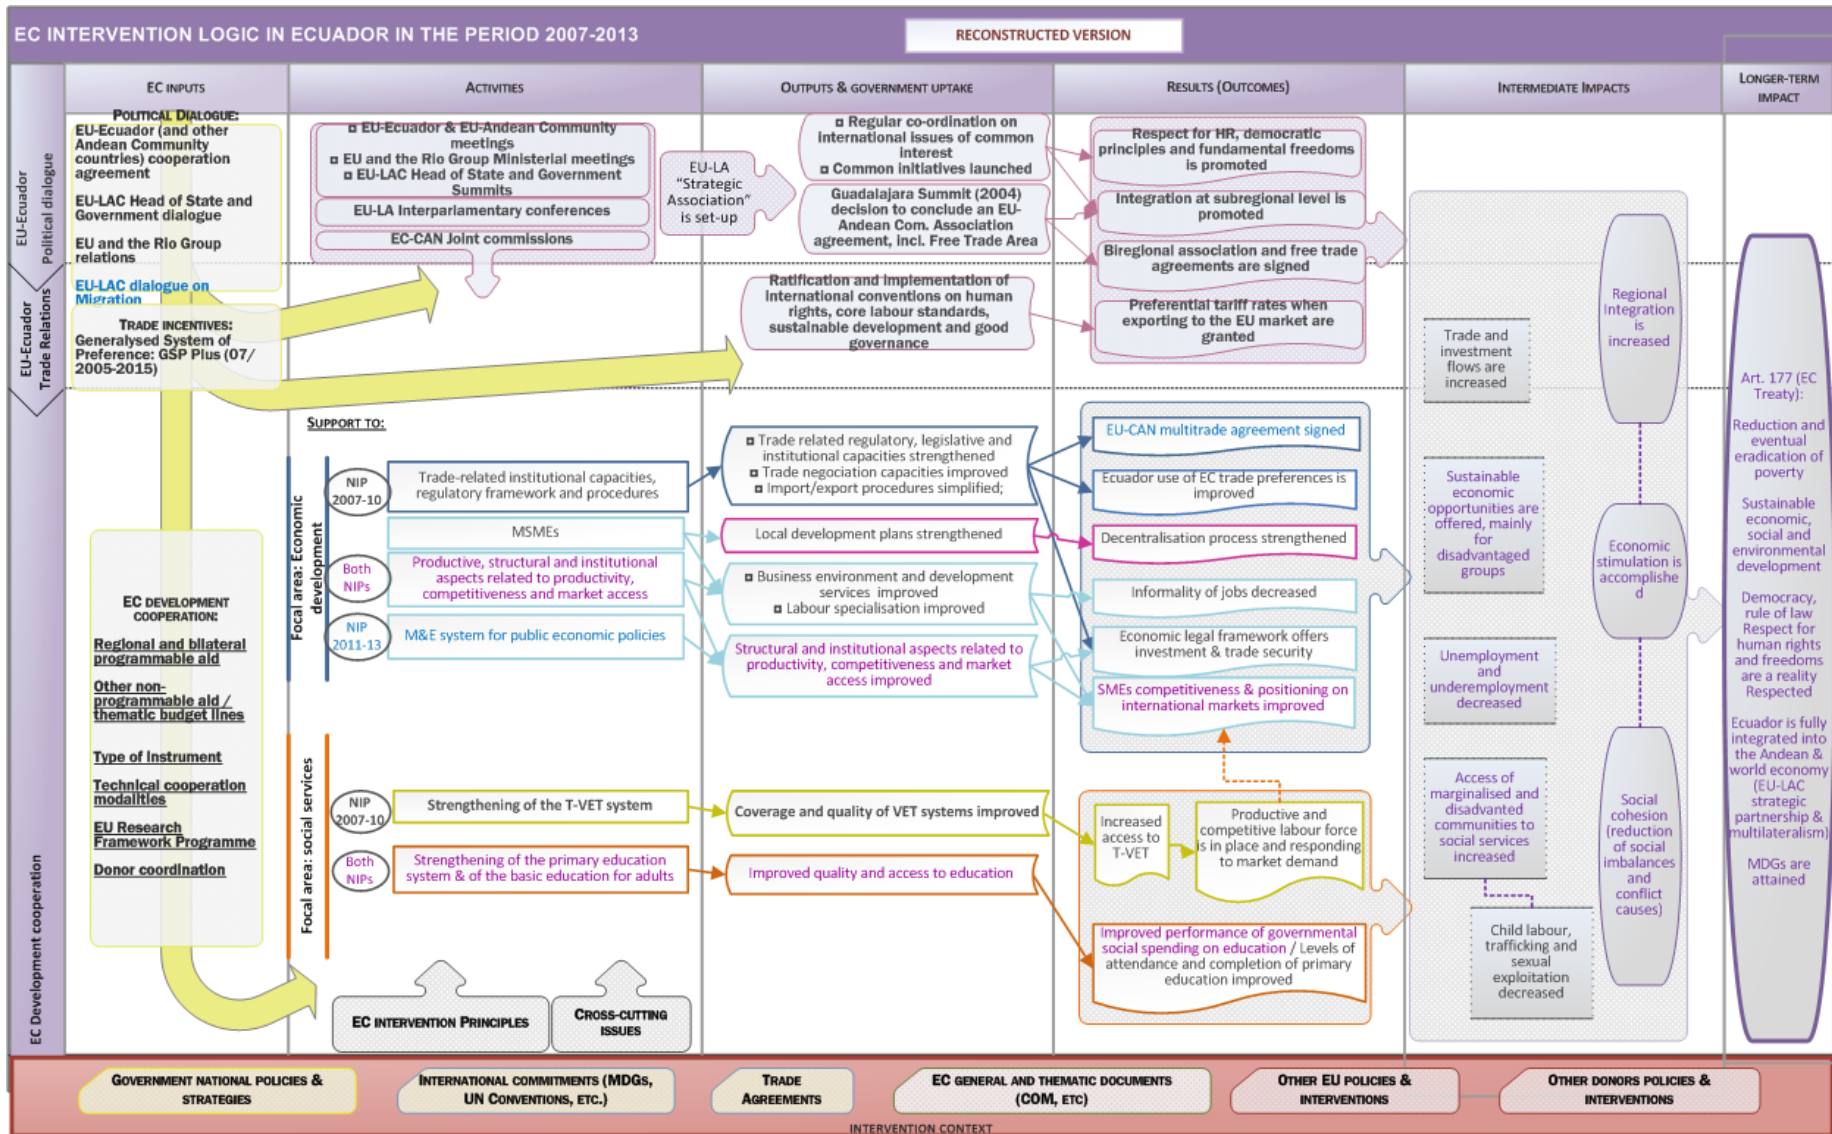 EC INTERVENTION LOGIC IN ECUADOR IN THE PERIOD 2007-2013
RECONSTRUCTED VERSION
EC INPUTS
ACTIVITIES
OUTPUTS & GOVERNMENT UPTAKE
RESULTS (OUTCOMES)
INTERMEDIATE IMPACTS
LONGER-TERM
IMPACT
EU-Ecuador
Political dialogue
EU-Ecuador
Trade Relations
EC Development cooperation
POLITICAL DIALOGUE:
EU-Ecuador (and other
Andean Community
countries) cooperation
agreement
EU-LAC Head of State and
Government dialogue
EU and the Rio Group
relations
EU-LAC dialogue on
Migration
TRADE INCENTIVES:
Generalysed System of
Preference: GSP Plus (07/
2005-2015)
EC DEVELOPMENT
COOPERATION:
Regional and bilateral
programmable aid
Other non-
programmable aid /
thematic budget lines
Type of Instrument
Technical cooperation
modalities
EU Research
Framework Programme
Donor coordination
EU-Ecuador & EU-Andean Community
meetings
EU and the Rio Group Ministerial meetings
EU-LAC Head of State and Government
Summits
EU-LA Interparlamentary conferences
EC-CAN Joint commissions
EU-LA
“Strategic
Association”
is set-up
Regular co-ordination on
international issues of common
interest
Common initiatives launched
Guadalajara Summit (2004)
decision to conclude an EU-
Andean Com. Association
agreement, incl. Free Trade Area
Ratification and implementation of
international conventions on human
rights, core labour standards,
sustainable development and good
governance
Respect for HR, democratic
principles and fundamental freedoms
is promoted
Integration at subregional level is
promoted
Biregional association and free trade
agreements are signed
Preferential tariff rates when
exporting to the EU market are
granted
SUPPORT TO:
Focal area: Economic
development
NIP
2007-10
Trade-related institutional capacities,
regulatory framework and procedures
MSMEs
Both
NIPs
Productive, structural and institutional
aspects related to productivity,
competitiveness and market access
NIP
2011-13
M&E system for public economic policies
Trade related regulatory, legislative and
institutional capacities strengthened
Trade negociation capacities improved
Import/export procedures simplified;
Local development plans strengthened
Business environment and development
services improved
Labour specialisation improved
Structural and institutional aspects related to
productivity, competitiveness and market
access improved
EU-CAN multitrade agreement signed
Ecuador use of EC trade preferences is
improved
Decentralisation process strengthened
Informality of jobs decreased
Economic legal framework offers
investment & trade security
SMEs competitiveness & positioning on
international markets improved
Focal area: social services
NIP
2007-10
Strengthening of the T-VET system
Both
NIPs
Strengthening of the primary education
system & of the basic education for adults
Coverage and quality of VET systems improved
Improved quality and access to education
Increased
access to
T-VET
Productive and
competitive labour force
is in place and responding
to market demand
Improved performance of governmental
social spending on education / Levels of
attendance and completion of primary
education improved
EC INTERVENTION PRINCIPLES
CROSS-CUTTING
ISSUES
Trade and
investment
flows are
increased
Sustainable
economic
opportunities are
offered, mainly
for
disadvantaged
groups
Unemployment
and
underemployment
decreased
Access of
marginalised and
disadvanted
communities to
social services
increased
Child labour,
trafficking and
sexual
exploitation
decreased
Regional
Integration
is
increased
Economic
stimulation is
accomplishe
d
Social
cohesion
(reduction
of social
imbalances
and
conflict
causes)
Art. 177 (EC
Treaty):
Reduction and
eventual
eradication of
poverty
Sustainable
economic,
social and
environmental
development
Democracy,
rule of law
Respect for
human rights
and freedoms
are a reality
Respected
Ecuador is fully
integrated into
the Andean &
world economy
(EU-LAC
strategic
partnership &
multilateralism)
MDGs are
attained
GOVERNMENT NATIONAL POLICIES &
STRATEGIES
INTERNATIONAL COMMITMENTS (MDGS,
UN CONVENTIONS, ETC.)
TRADE
AGREEMENTS
EC GENERAL AND THEMATIC DOCUMENTS
(COM, ETC)
OTHER EU POLICIES &
INTERVENTIONS
OTHER DONORS POLICIES &
INTERVENTIONS
INTERVENTION CONTEXT